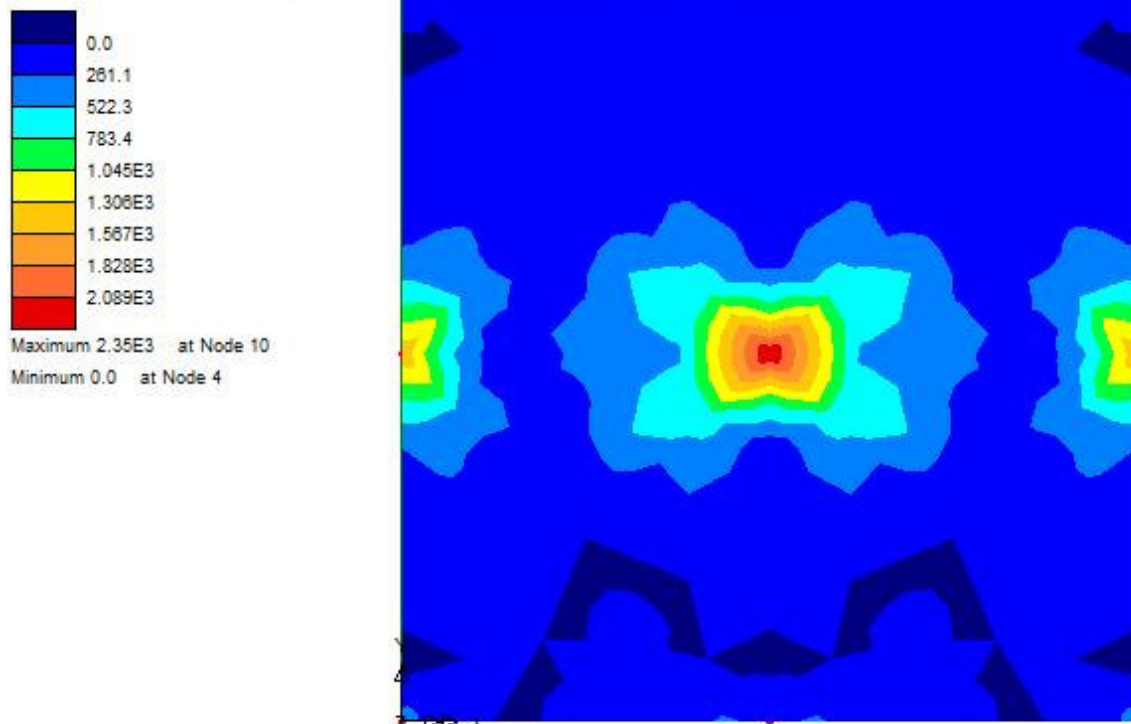 0.0
261.1
522.3
783.4
1.045E3
1.306E3
1.567E3
1.828E3
2.089E3
Maximum 2.35E3 at Node 10
Minimum 0.0 at Node 4